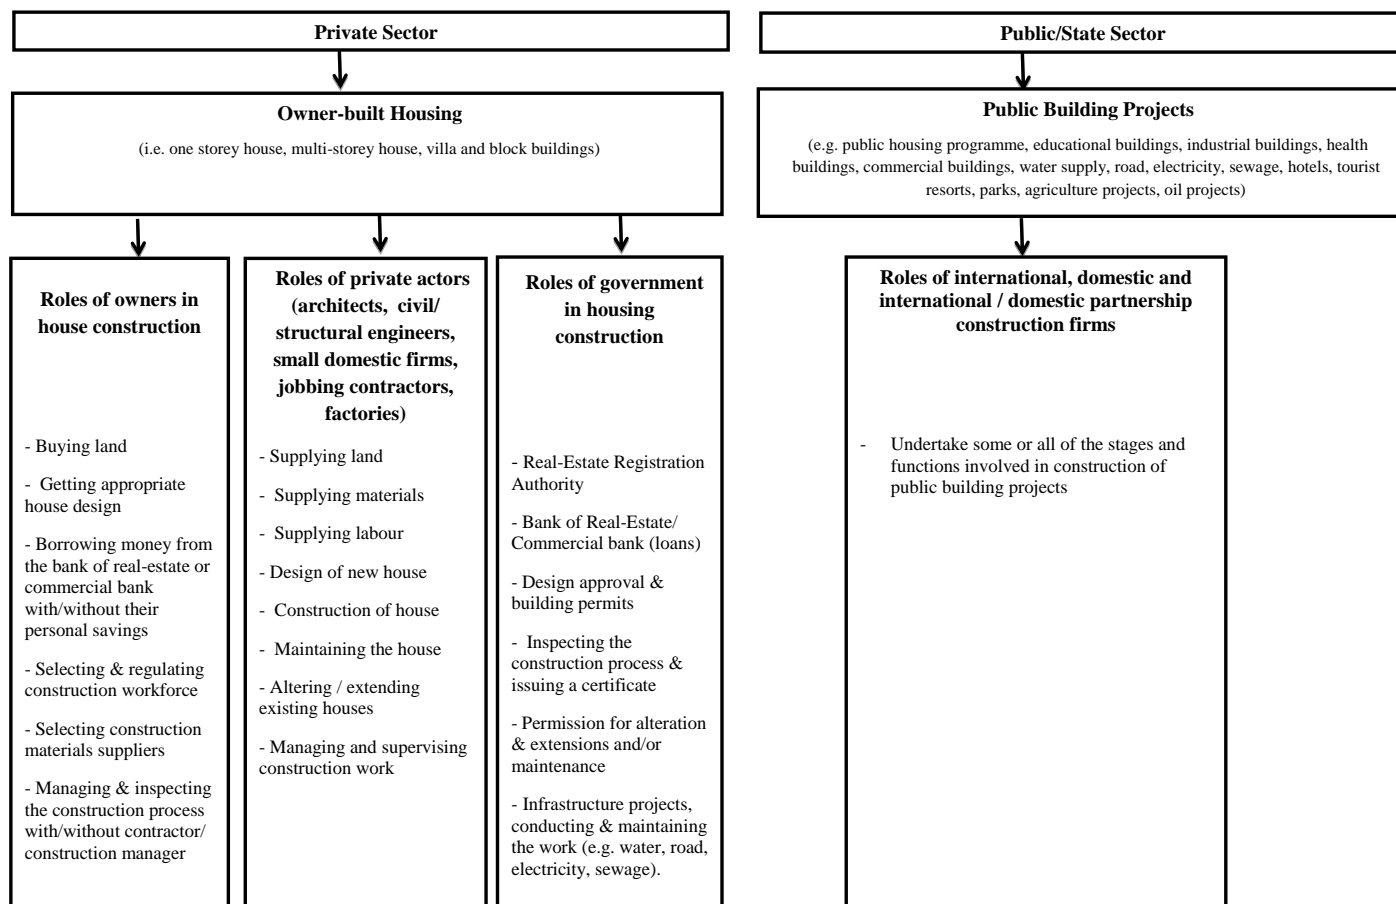 Private Sector
Public/State Sector
Owner-built Housing
(i.e. one storey house, multi-storey house, villa and block buildings)
Public Building Projects
(e.g. public housing programme, educational buildings, industrial buildings, health
buildings, commercial buildings, water supply, road, electricity, sewage, hotels, tourist
resorts, parks, agriculture projects, oil projects)
Roles of owners in
house construction
- Buying land
- Getting appropriate
house design
- Borrowing money from
the bank of real-estate or
commercial bank
with/without their
personal savings
- Selecting & regulating
construction workforce
- Selecting construction
materials suppliers
- Managing & inspecting
the construction process
with/without contractor/
construction manager
Roles of private actors
(architects, civil/
structural engineers,
small domestic firms,
jobbing contractors,
factories)
- Supplying land
- Supplying materials
- Supplying labour
- Design of new house
- Construction of house
- Maintaining the house
- Altering / extending
existing houses
- Managing and supervising
construction work
Roles of government
in housing
construction
- Real-Estate Registration
Authority
- Bank of Real-Estate/
Commercial bank (loans)
- Design approval &
building permits
- Inspecting the
construction process &
issuing a certificate
- Permission for alteration
& extensions and/or
maintenance
- Infrastructure projects,
conducting & maintaining
the work (e.g. water, road,
electricity, sewage).
Roles of international, domestic and
international / domestic partnership
construction firms
- Undertake some or all of the stages and
functions involved in construction of
public building projects